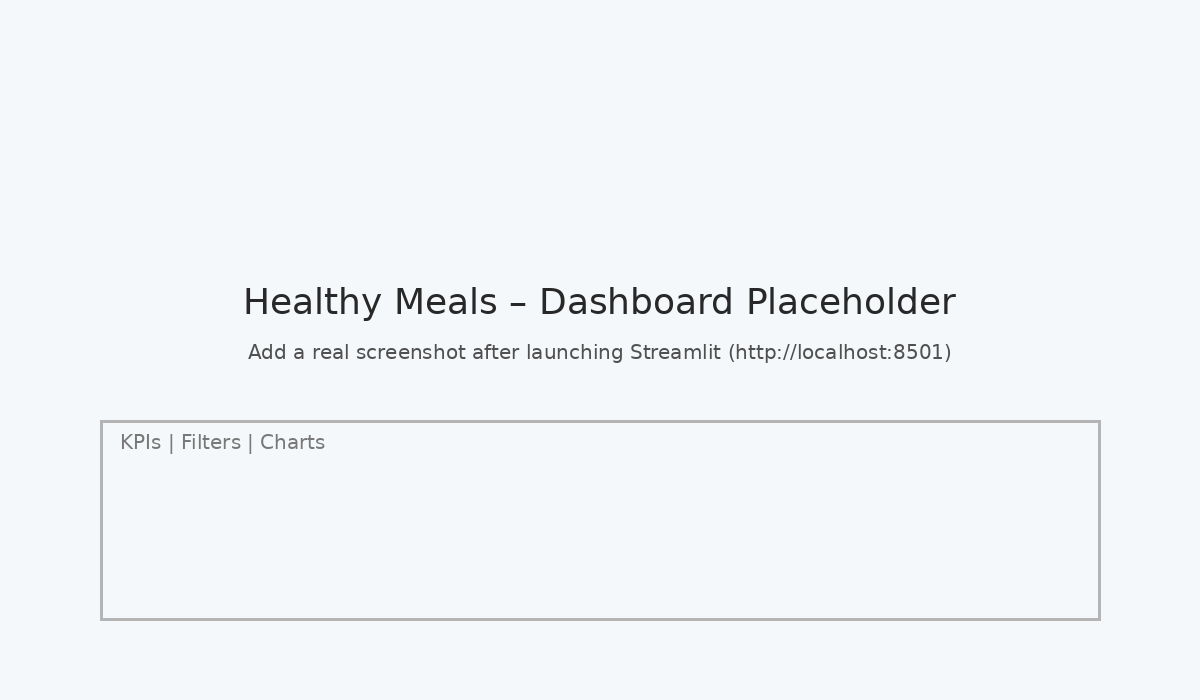 Healthy Meals – Dashboard Placeholder
Add a real screenshot after launching Streamlit (http://localhost:8501)
KPIs | Filters | Charts